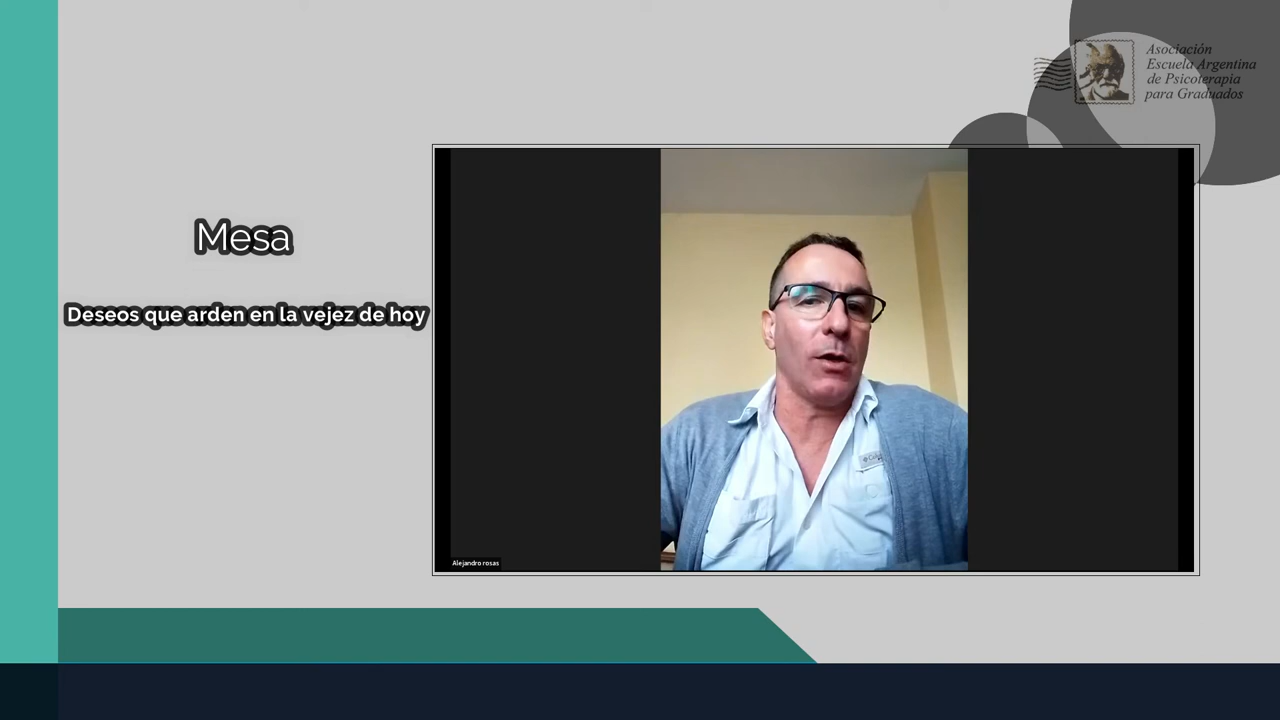 Asociación
Escuela Argentina
de Psicoterapia
para Graduados
Mesa
Deseos que arden en la vejez de hoy
Alejandro rosas